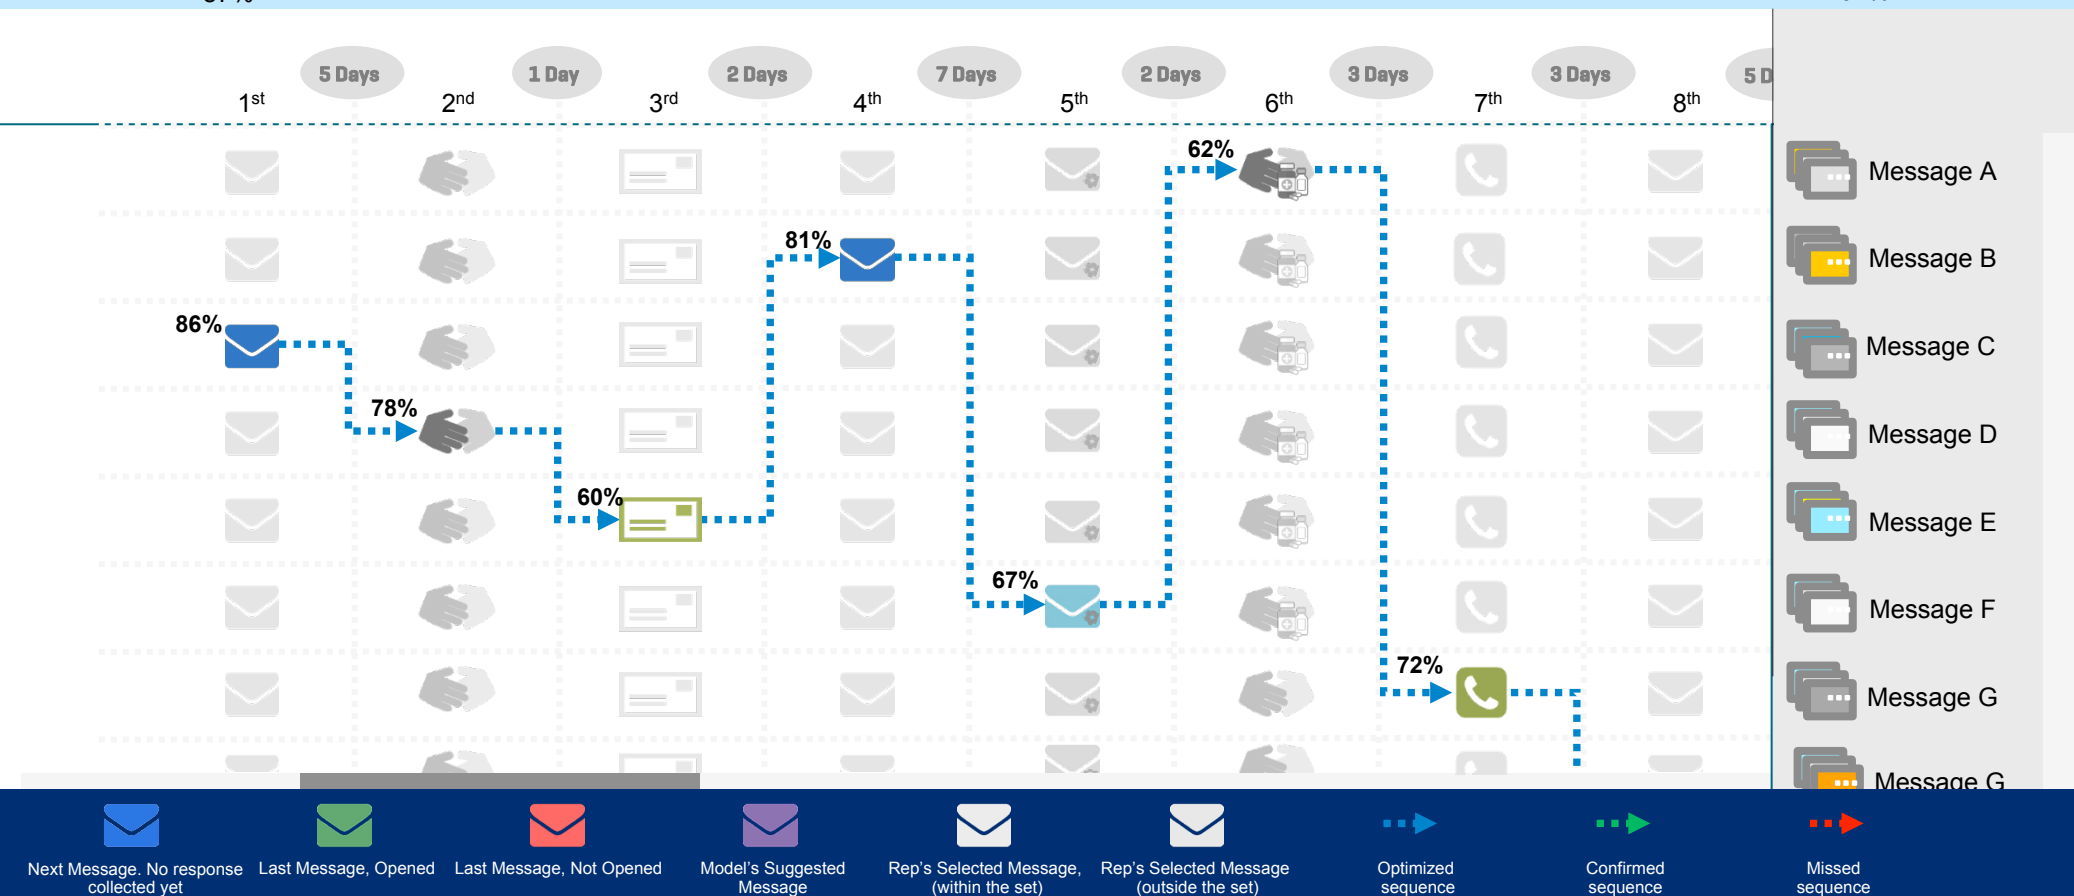 5 Days 1 Day 2 Days 7 Days 2 Days 3 Days 3 Days 5 D
1st 2nd 3rd 4th 5th 6th 7th 8th
62% Message A
81% Message B
86% Message C
78% Message D
60% Message E
67% Message F
72% Message G
Message G
Next Message. No response
collected yet
Last Message, Opened
Last Message, Not Opened
Model's Suggested
Message
Rep's Selected Message,
(within the set)
Rep's Selected Message
(outside the set)
Optimized
sequence
Confirmed
sequence
Missed
sequence